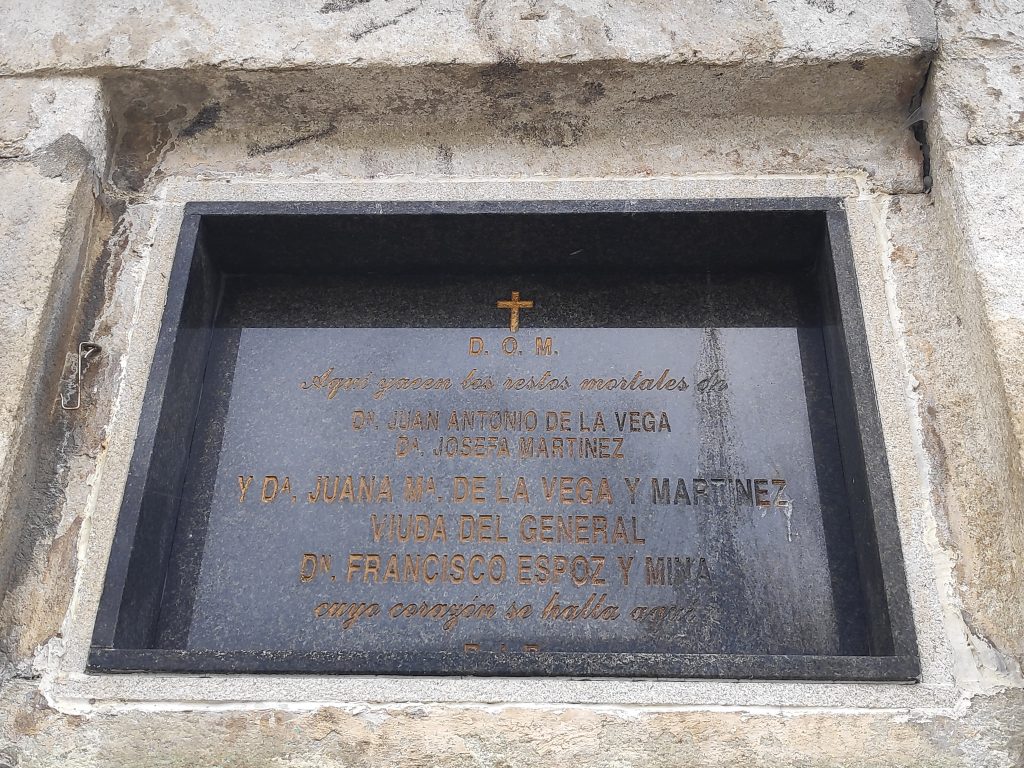 D. O. M.
Aquí yacen los restos mortales de
Dᴺ. JUAN ANTONIO DE LA VEGA
Dᴬ. JOSEFA MARTINEZ
Y Dᴬ. JUANA Mᴬ. DE LA VEGA Y MARTINEZ
VIUDA DEL GENERAL
Dᴺ. FRANCISCO ESPOZ Y MINA
cuyo corazón se halla aquí